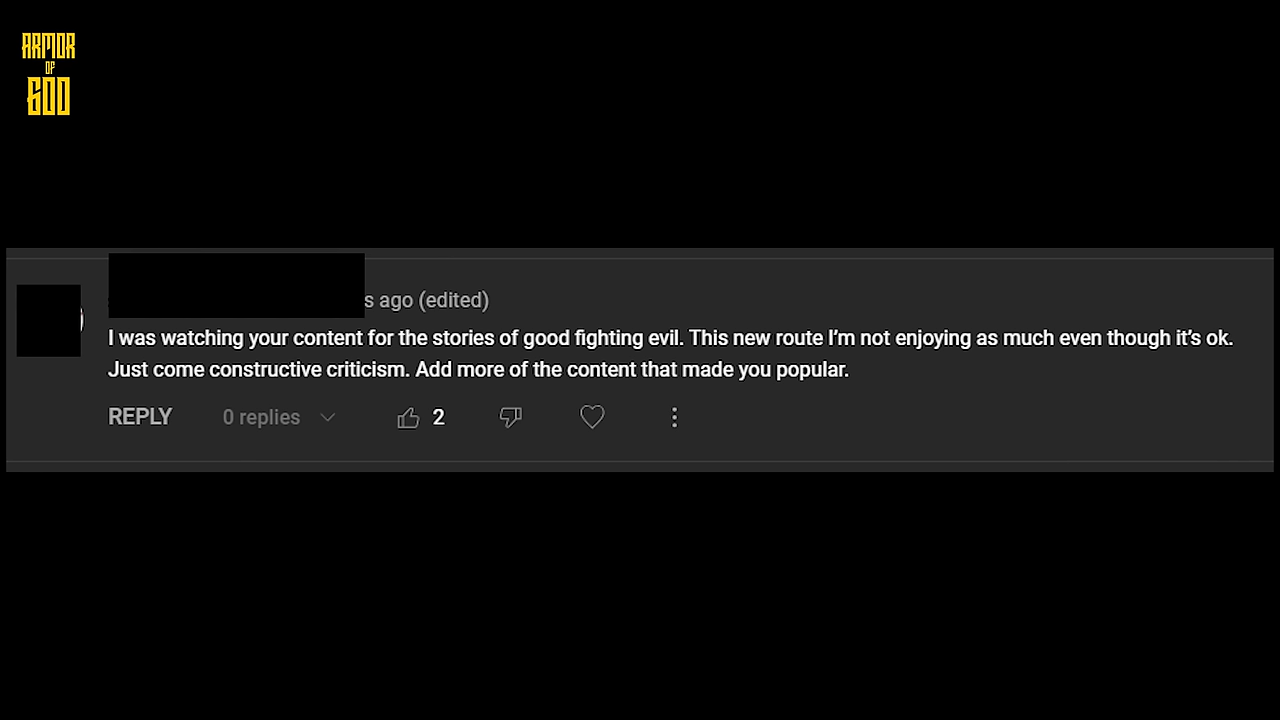 ARMOR
OF
GOD
s ago (edited)
I was watching your content for the stories of good fighting evil. This new route I’m not enjoying as much even though it’s ok.
Just come constructive criticism. Add more of the content that made you popular.
REPLY 0 replies 2